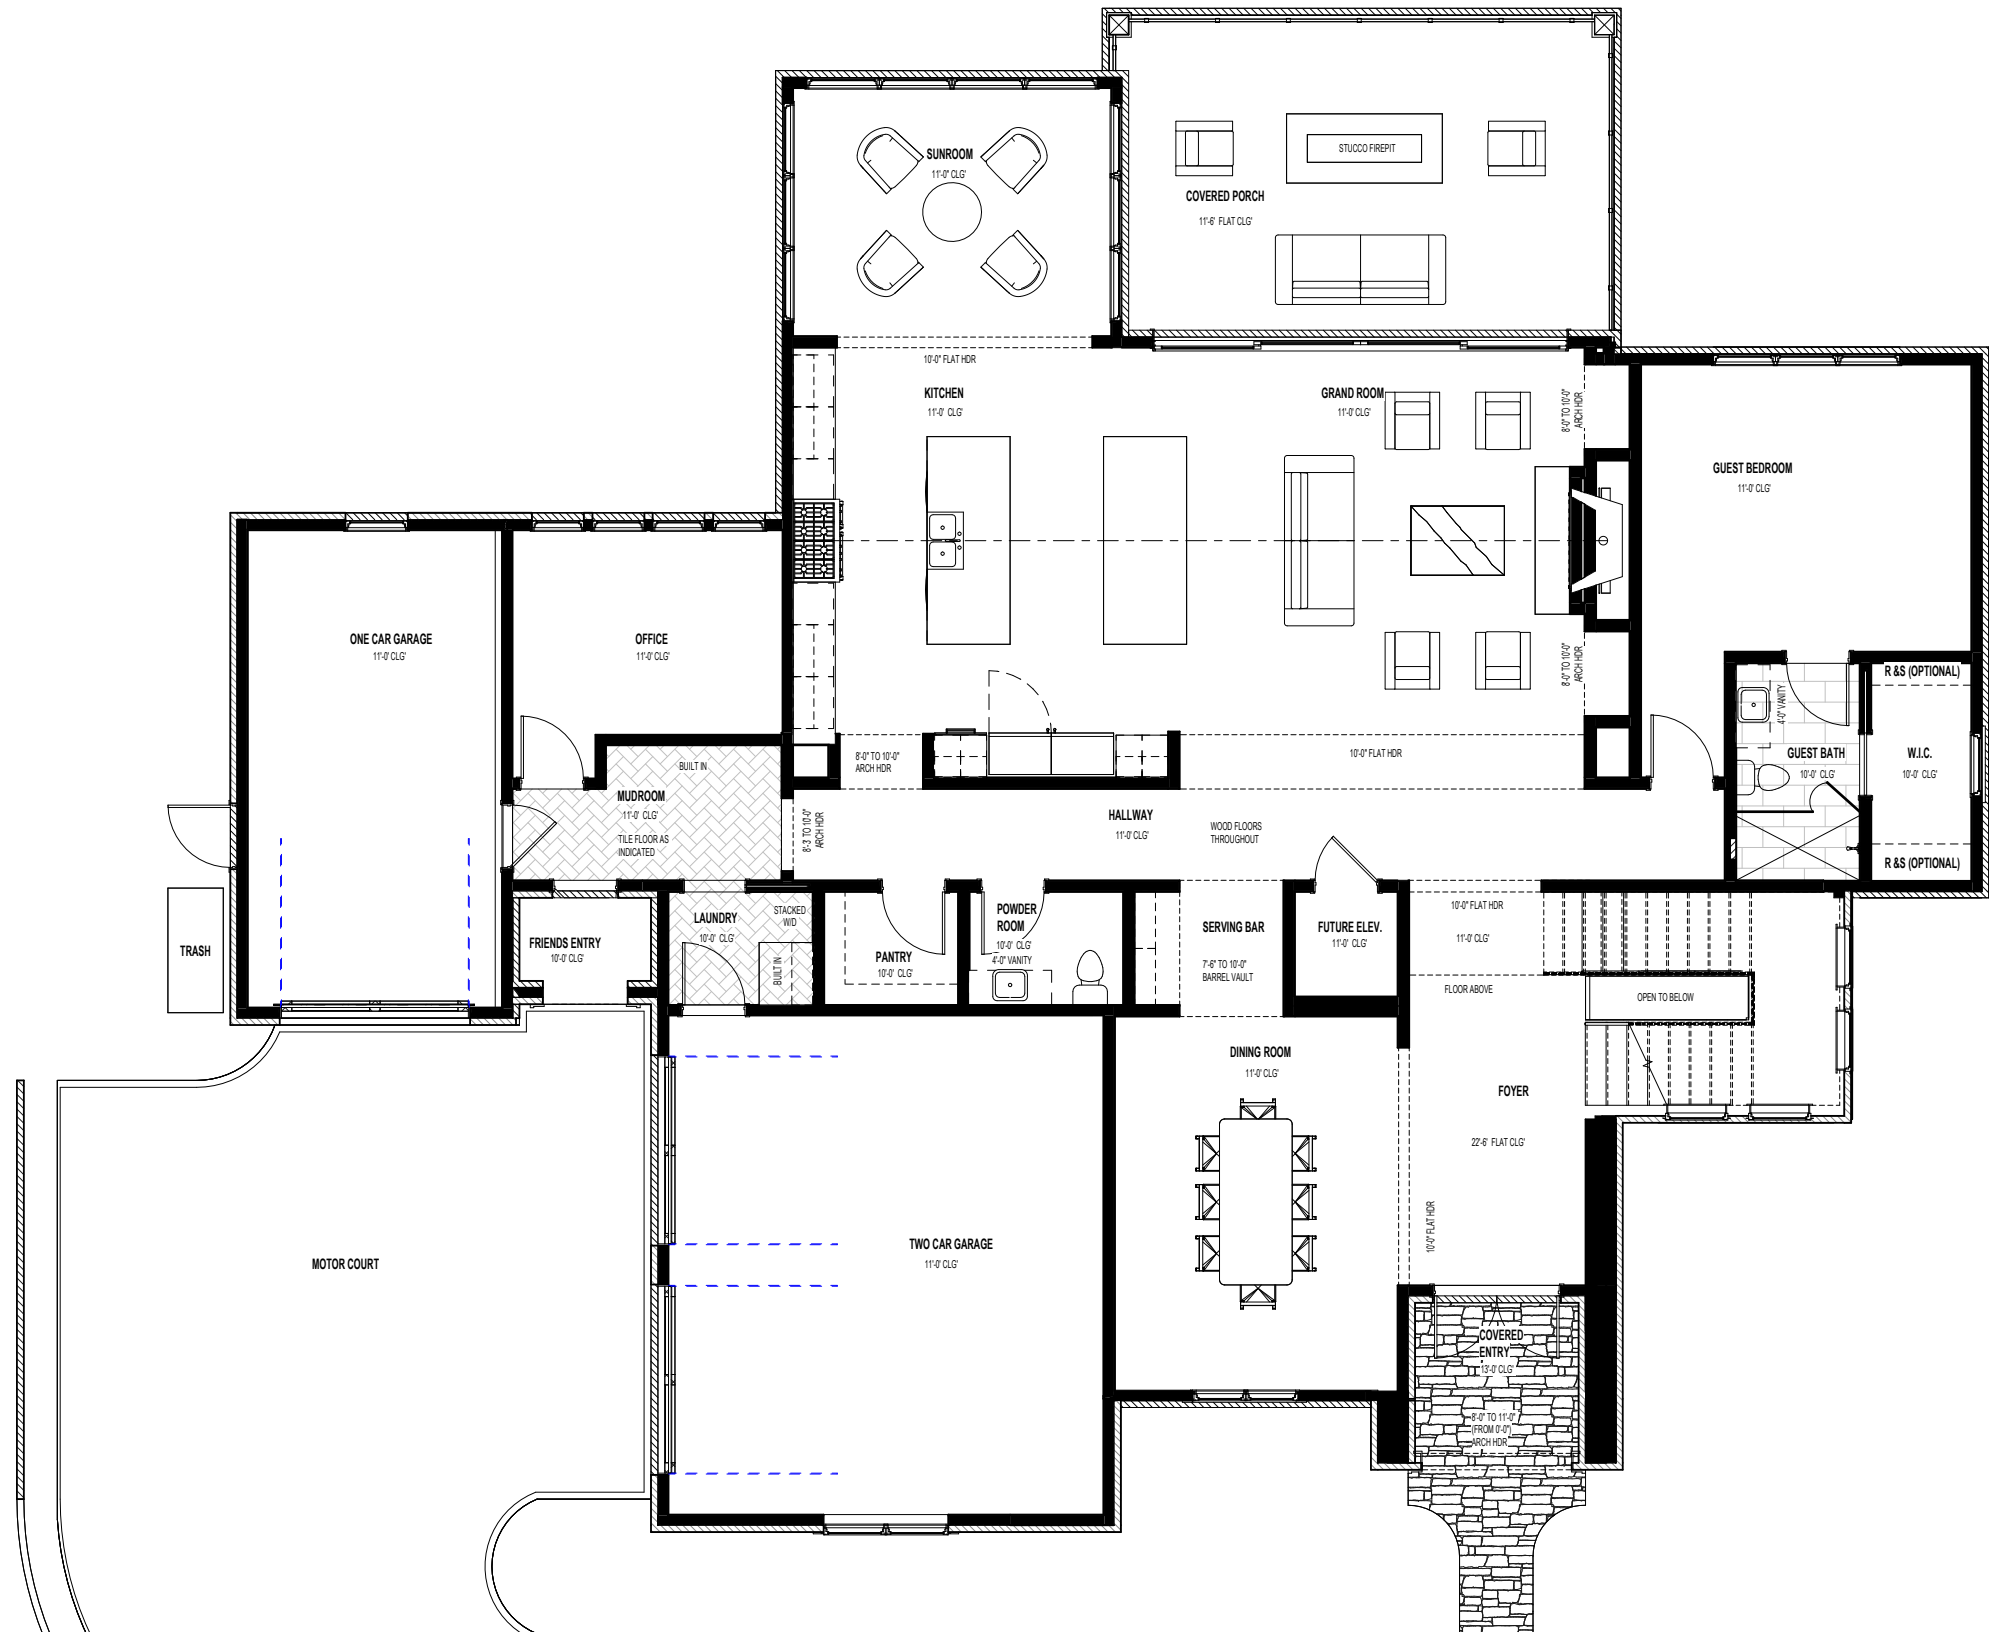 SUNROOM
11'-0" CLG'
STUCCO FIREPIT
COVERED PORCH
11'-6' FLAT CLG'
10'-0" FLAT HDR
KITCHEN
11'-0' CLG'
GRAND ROOM
11'-0' CLG'
8'-0" TO 10'-0"
ARCH HDR
GUEST BEDROOM
11'-0' CLG'
ONE CAR GARAGE
11'-0' CLG'
OFFICE
11'-0' CLG'
8'-0" TO 10'-0"
ARCH HDR
R &S (OPTIONAL)
4'-0" VANITY
GUEST BATH
10'-0' CLG'
W.I.C.
10'-0' CLG'
R &S (OPTIONAL)
8'-0" TO 10'-0"
ARCH HDR
10'-0" FLAT HDR
BUILT IN
MUDROOM
11'-0' CLG'
TILE FLOOR AS
INDICATED
8'-3 TO 10'-0"
ARCH HDR
HALLWAY
11'-0' CLG'
WOOD FLOORS
THROUGHOUT
TRASH
FRIENDS ENTRY
10'-0' CLG'
LAUNDRY
10'-0' CLG'
STACKED
W/D
BUILT IN
PANTRY
10'-0' CLG'
POWDER
ROOM
10'-0' CLG'
4'-0" VANITY
SERVING BAR
7'-6" TO 10'-0"
BARREL VAULT
FUTURE ELEV.
11'-0' CLG'
10'-0" FLAT HDR
11'-0' CLG'
FLOOR ABOVE
OPEN TO BELOW
DINING ROOM
11'-0' CLG'
FOYER
22'-6' FLAT CLG'
10'-0" FLAT HDR
MOTOR COURT
TWO CAR GARAGE
11'-0' CLG'
COVERED
ENTRY
13'-0' CLG'
8'-0" TO 11'-0"
(FROM 0'-0")
ARCH HDR